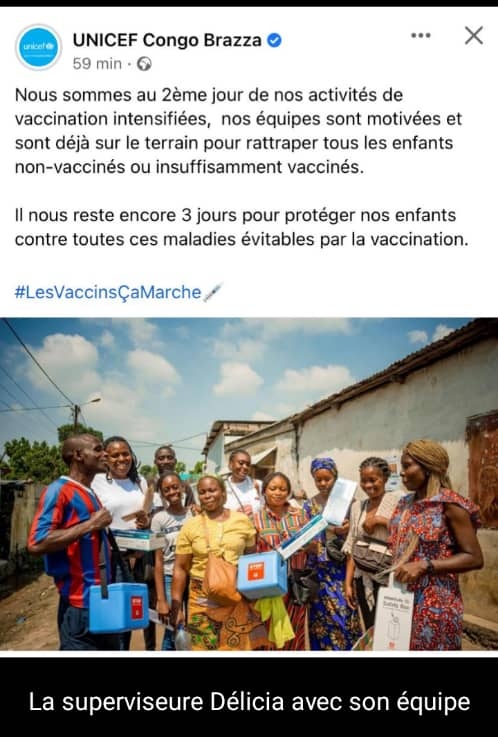 unicef
UNICEF Congo Brazza
59 min ·
Nous sommes au 2ème jour de nos activités de
vaccination intensifiées, nos équipes sont motivées et
sont déjà sur le terrain pour rattraper tous les enfants
non-vaccinés ou insuffisamment vaccinés.
Il nous reste encore 3 jours pour protéger nos enfants
contre toutes ces maladies évitables par la vaccination.
#LesVaccinsÇaMarche
Safety Box
La superviseure Délicia avec son équipe